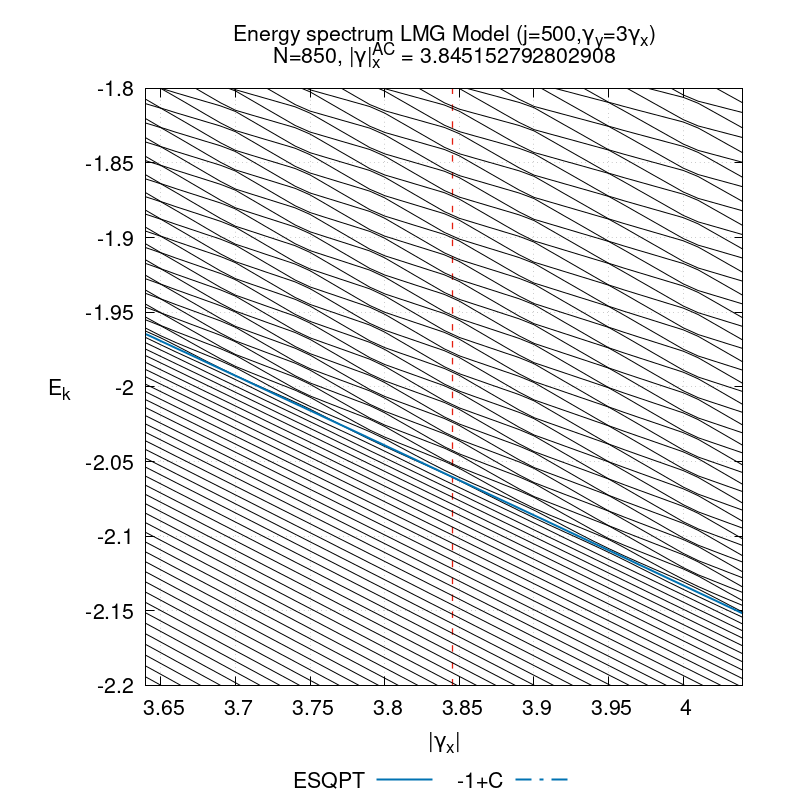 Energy spectrum LMG Model (j=500,γy=3γx)
N=850, |γ|xAC = 3.845152792802908
-1.8
-1.85
-1.9
-1.95
-2
-2.05
-2.1
-2.15
-2.2
Ek
3.65 3.7 3.75 3.8 3.85 3.9 3.95 4
|γx|
ESQPT -1+C